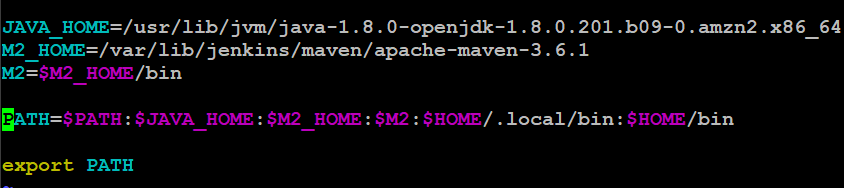 JAVA_HOME=/usr/lib/jvm/java-1.8.0-openjdk-1.8.0.201.b09-0.amzn2.x86_64
M2_HOME=/var/lib/jenkins/maven/apache-maven-3.6.1
M2=$M2_HOME/bin
PATH=$PATH:$JAVA_HOME:$M2_HOME:$M2:$HOME/.local/bin:$HOME/bin
export PATH